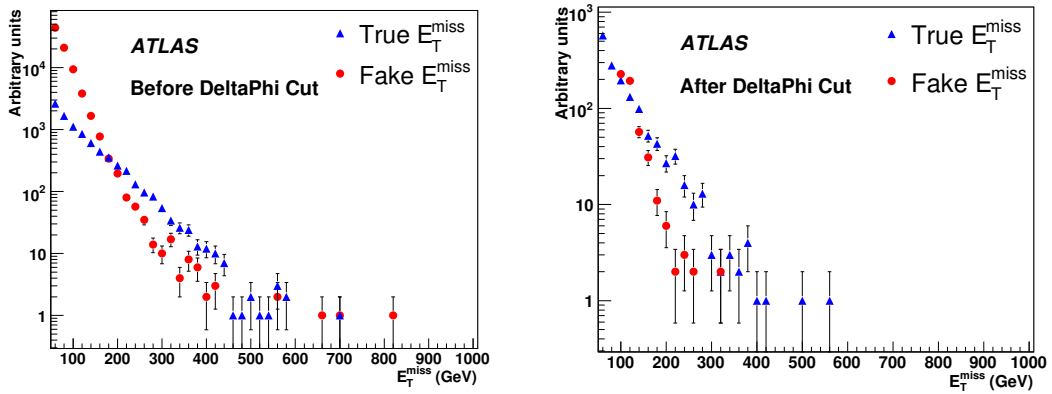 Arbitrary units
10^4
10^3
10^2
10
1
ATLAS
Before DeltaPhi Cut
True E_T^miss
Fake E_T^miss
100 200 300 400 500 600 700 800 900 1000
E_T^miss (GeV)
Arbitrary units
10^3
10^2
10
1
ATLAS
After DeltaPhi Cut
True E_T^miss
Fake E_T^miss
100 200 300 400 500 600 700 800 900 1000
E_T^miss (GeV)